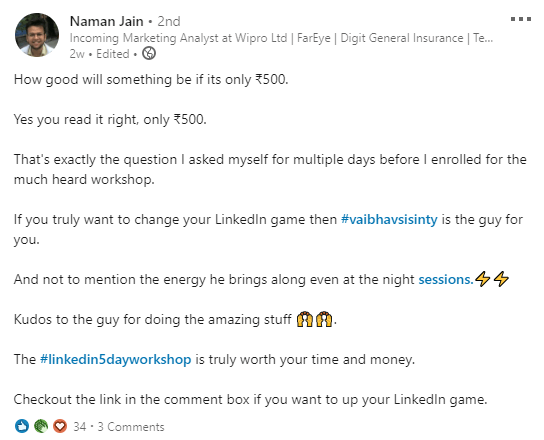 Naman Jain • 2nd
Incoming Marketing Analyst at Wipro Ltd | FarEye | Digit General Insurance | Te...
2w • Edited •
How good will something be if its only ₹500.
Yes you read it right, only ₹500.
That's exactly the question I asked myself for multiple days before I enrolled for the
much heard workshop.
If you truly want to change your LinkedIn game then #vaibhavsisinty is the guy for
you.
And not to mention the energy he brings along even at the night sessions.⚡⚡
Kudos to the guy for doing the amazing stuff 🙌🙌.
The #linkedin5dayworkshop is truly worth your time and money.
Checkout the link in the comment box if you want to up your LinkedIn game.
34 • 3 Comments